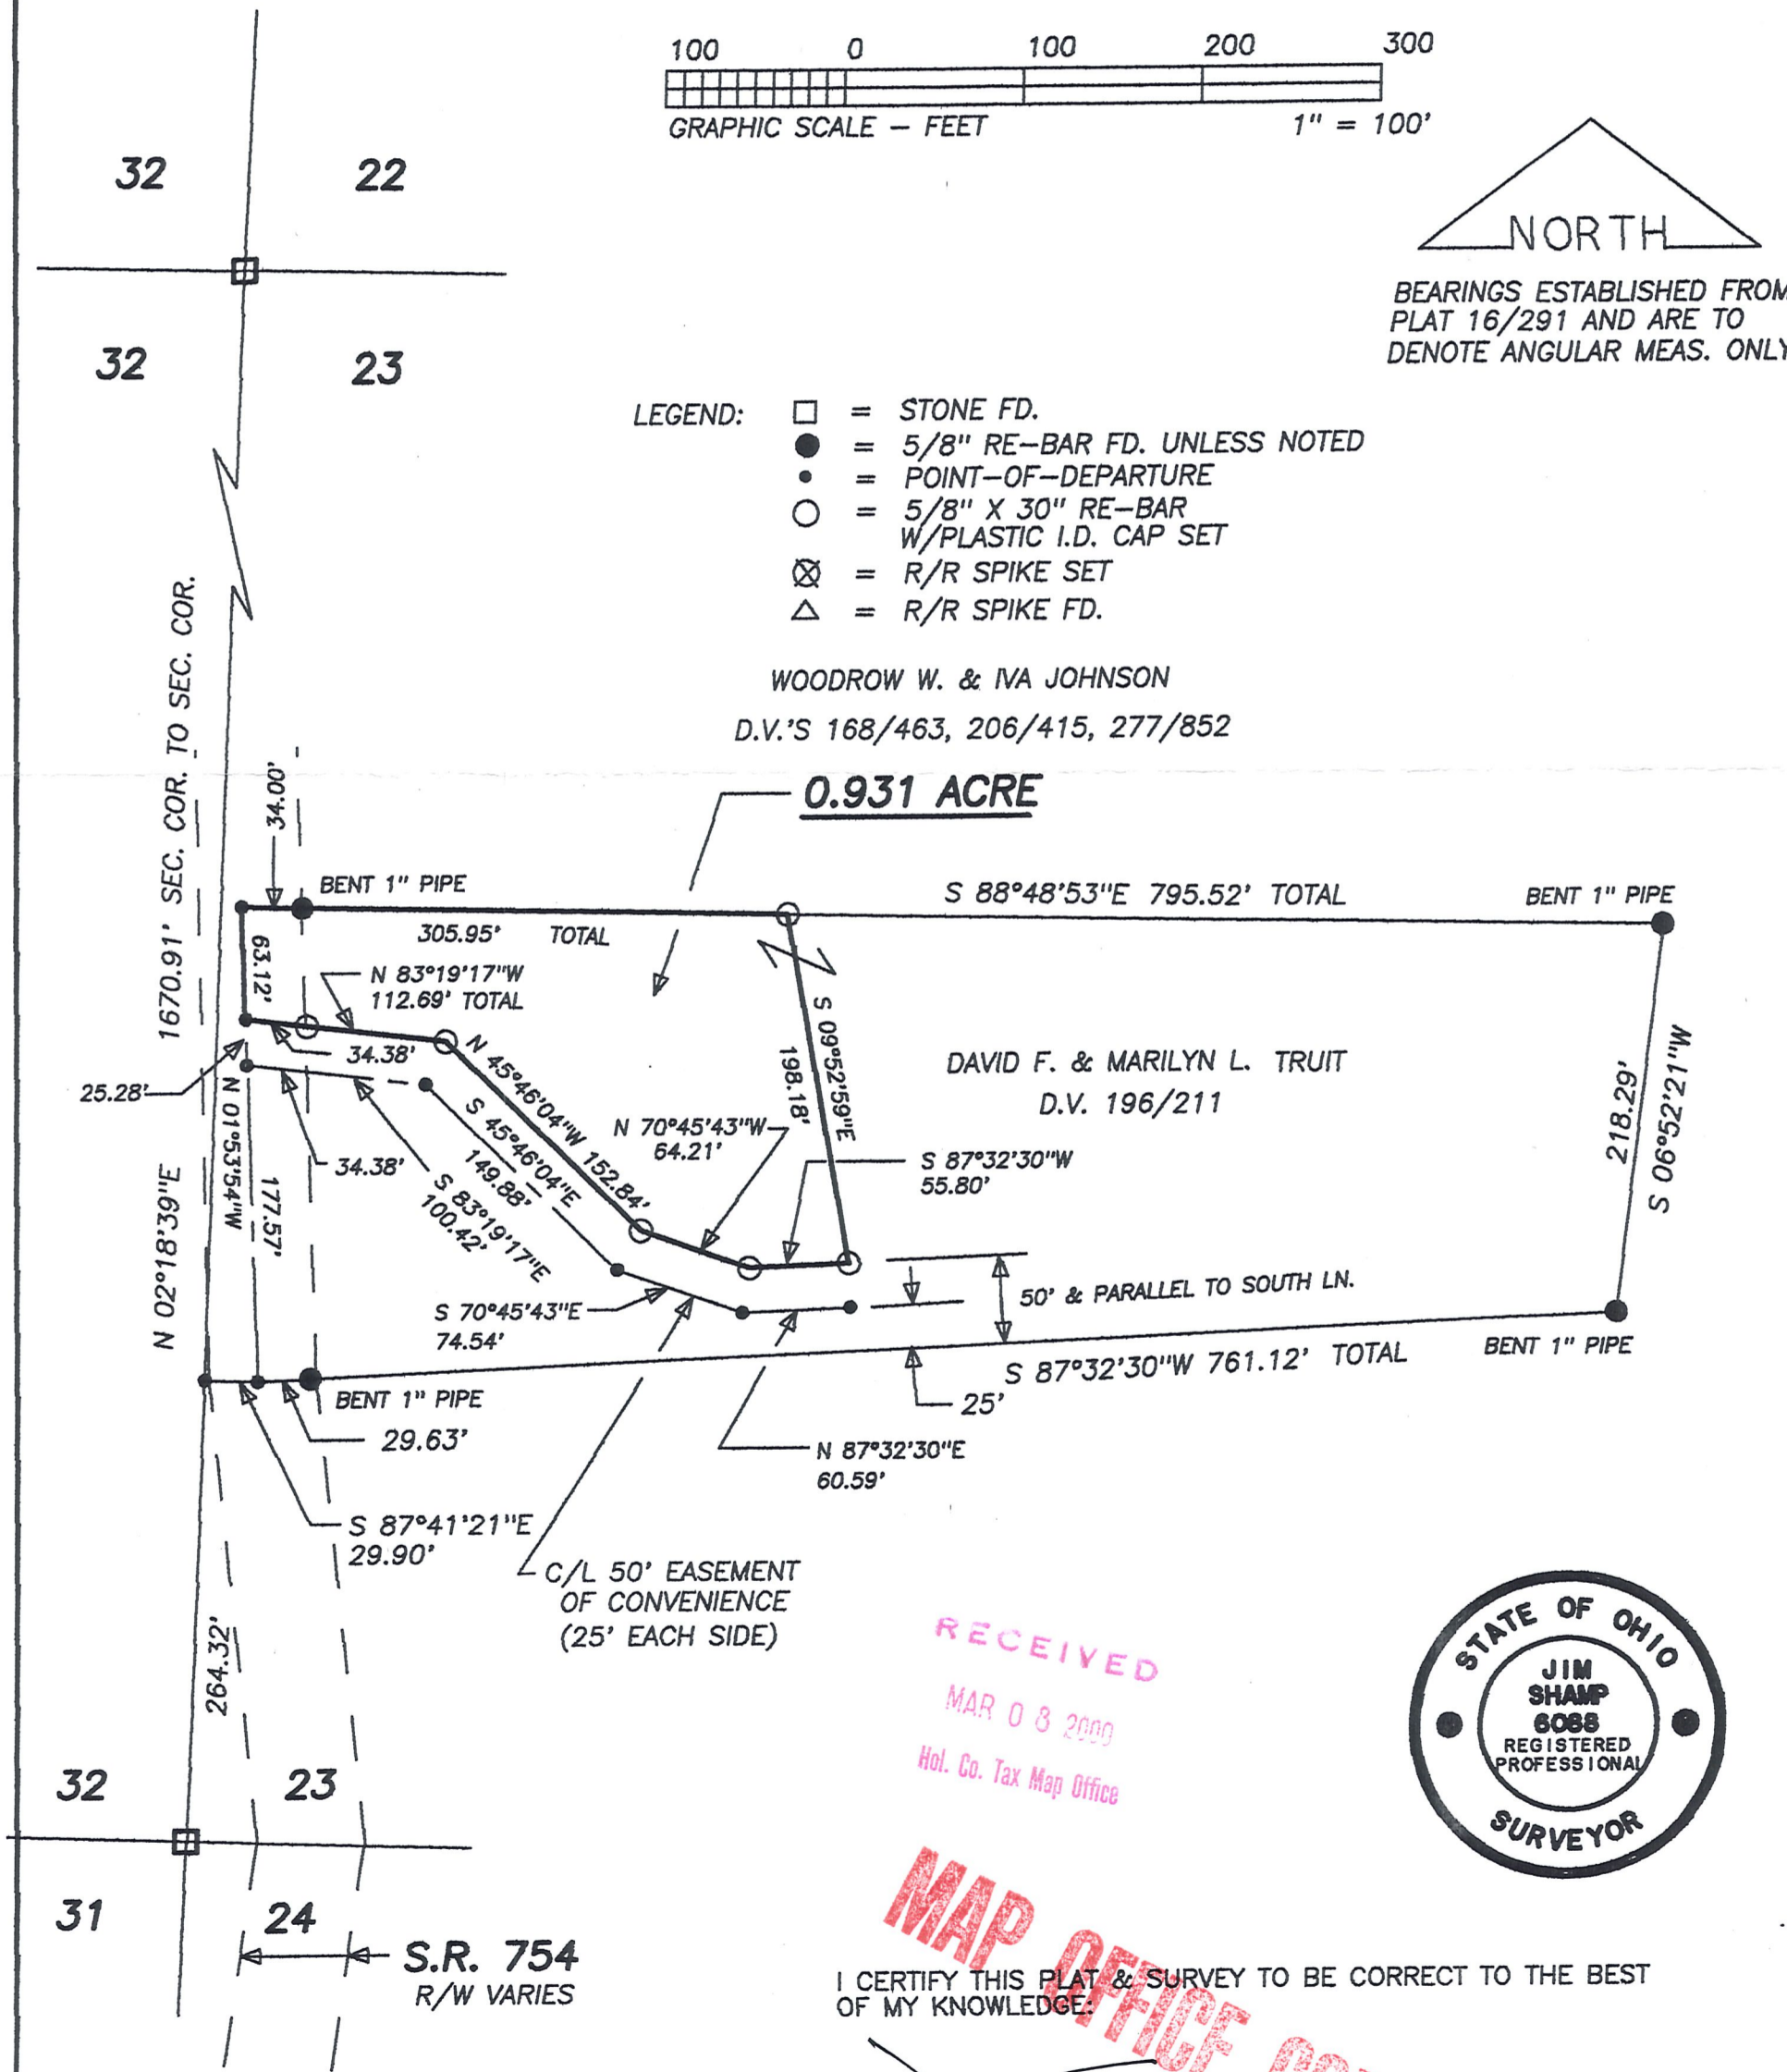 100 0 100 200 300
GRAPHIC SCALE – FEET 1" = 100'
NORTH
BEARINGS ESTABLISHED FROM
PLAT 16/291 AND ARE TO
DENOTE ANGULAR MEAS. ONLY
32 22
32 23
LEGEND:
□ = STONE FD.
● = 5/8" RE-BAR FD. UNLESS NOTED
• = POINT-OF-DEPARTURE
○ = 5/8" X 30" RE-BAR
W/PLASTIC I.D. CAP SET
⊗ = R/R SPIKE SET
△ = R/R SPIKE FD.
WOODROW W. & IVA JOHNSON
D.V.'S 168/463, 206/415, 277/852
0.931 ACRE
N 02°18'39"E 1670.91' SEC. COR. TO SEC. COR.
34.00'
BENT 1" PIPE
S 88°48'53"E 795.52' TOTAL
BENT 1" PIPE
305.95' TOTAL
63.12'
N 83°19'17"W
112.69' TOTAL
34.38'
25.28'
N 01°53'54"W
177.57'
34.38'
N 45°46'04"W 152.84'
S 45°46'04"E
149.88'
S 83°19'17"E
100.42'
N 70°45'43"W
64.21'
S 09°52'59"E
198.18'
S 87°32'30"W
55.80'
DAVID F. & MARILYN L. TRUIT
D.V. 196/211
218.29'
S 06°52'21"W
S 70°45'43"E
74.54'
50' & PARALLEL TO SOUTH LN.
S 87°32'30"W 761.12' TOTAL
BENT 1" PIPE
25'
BENT 1" PIPE
29.63'
N 87°32'30"E
60.59'
S 87°41'21"E
29.90'
C/L 50' EASEMENT
OF CONVENIENCE
(25' EACH SIDE)
264.32'
RECEIVED
MAR 08 2000
Hol. Co. Tax Map Office
STATE OF OHIO
JIM
SHAMP
6088
REGISTERED
PROFESSIONAL
SURVEYOR
32 23
31 24
S.R. 754
R/W VARIES
MAP OFFICE
I CERTIFY THIS PLAT & SURVEY TO BE CORRECT TO THE BEST
OF MY KNOWLEDGE: